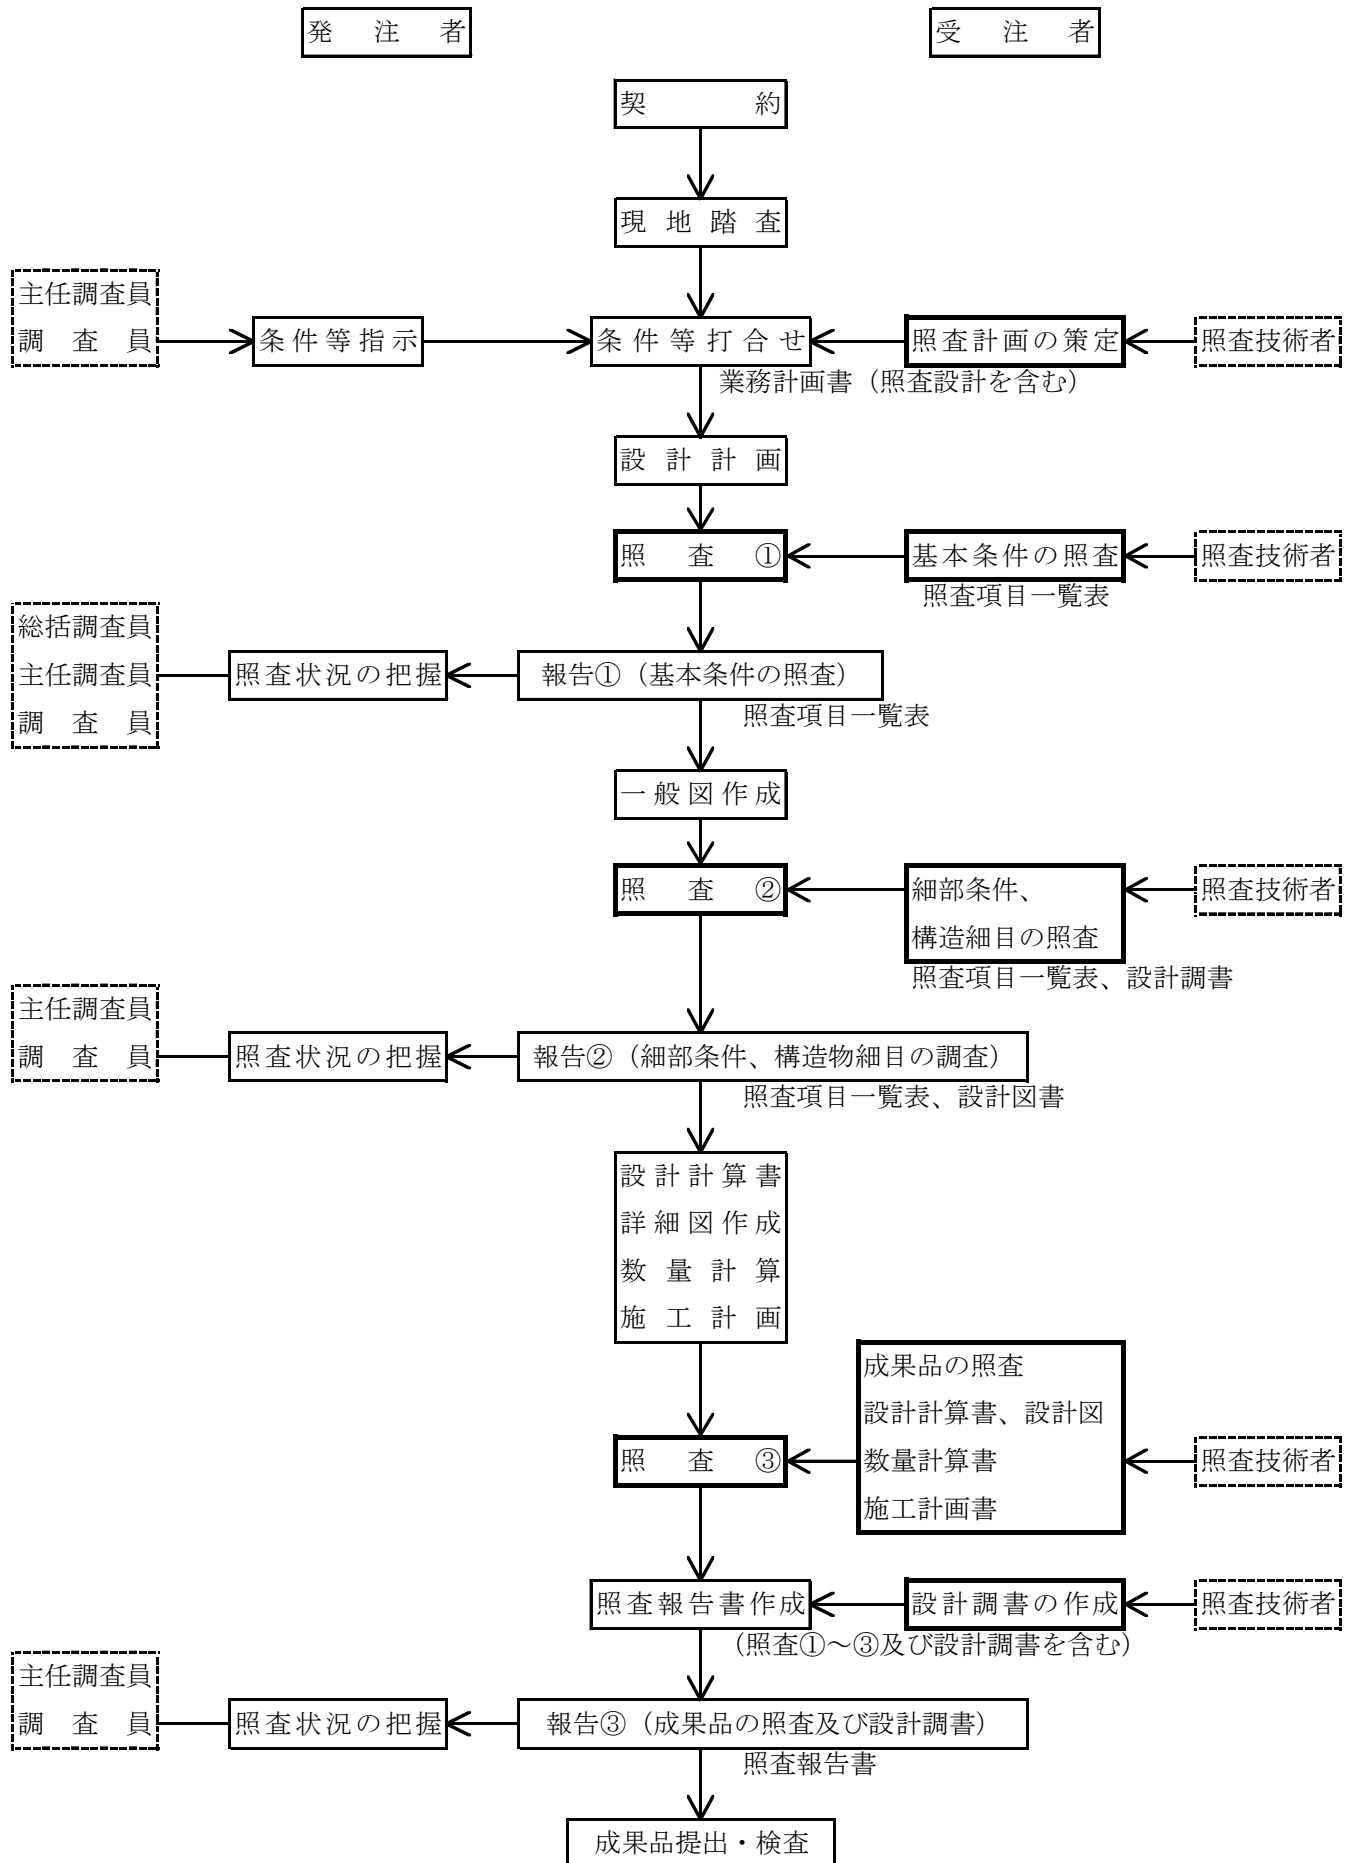 発注者
受注者
契約
現地踏査
主任調査員
調査員
条件等指示
条件等打合せ
照査計画の策定
照査技術者
業務計画書（照査設計を含む）
設計計画
照査①
基本条件の照査
照査技術者
照査項目一覧表
総括調査員
主任調査員
調査員
照査状況の把握
報告①（基本条件の照査）
照査項目一覧表
一般図作成
照査②
細部条件、
構造細目の照査
照査技術者
照査項目一覧表、設計調書
主任調査員
調査員
照査状況の把握
報告②（細部条件、構造物細目の調査）
照査項目一覧表、設計図書
設計計算書
詳細図作成
数量計算
施工計画
成果品の照査
設計計算書、設計図
数量計算書
施工計画書
照査③
照査技術者
照査報告書作成
設計調書の作成
照査技術者
（照査①～③及び設計調書を含む）
主任調査員
調査員
照査状況の把握
報告③（成果品の照査及び設計調書）
照査報告書
成果品提出・検査